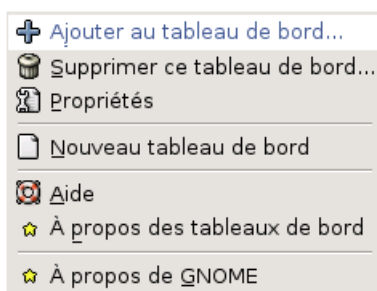 Ajouter au tableau de bord...
Supprimer ce tableau de bord...
Propriétés
Nouveau tableau de bord
Aide
À propos des tableaux de bord
À propos de GNOME